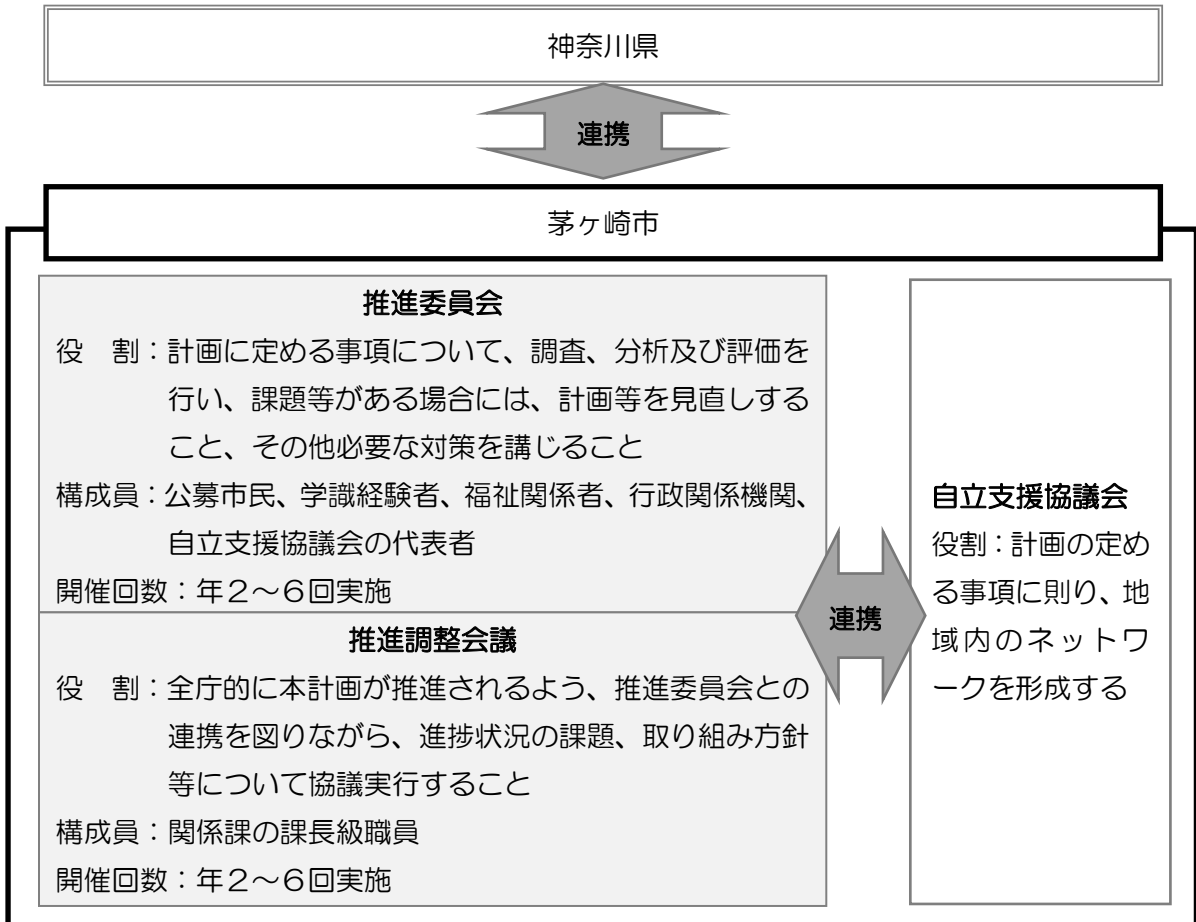 神奈川県
連携
茅ヶ崎市
推進委員会
役　割：計画に定める事項について、調査、分析及び評価を
行い、課題等がある場合には、計画等を見直しする
こと、その他必要な対策を講じること
構成員：公募市民、学識経験者、福祉関係者、行政関係機関、
自立支援協議会の代表者
開催回数：年２～６回実施
推進調整会議
役　割：全庁的に本計画が推進されるよう、推進委員会との
連携を図りながら、進捗状況の課題、取り組み方針
等について協議実行すること
構成員：関係課の課長級職員
開催回数：年２～６回実施
連携
自立支援協議会
役割：計画の定め
る事項に則り、地
域内のネットワ
ークを形成する